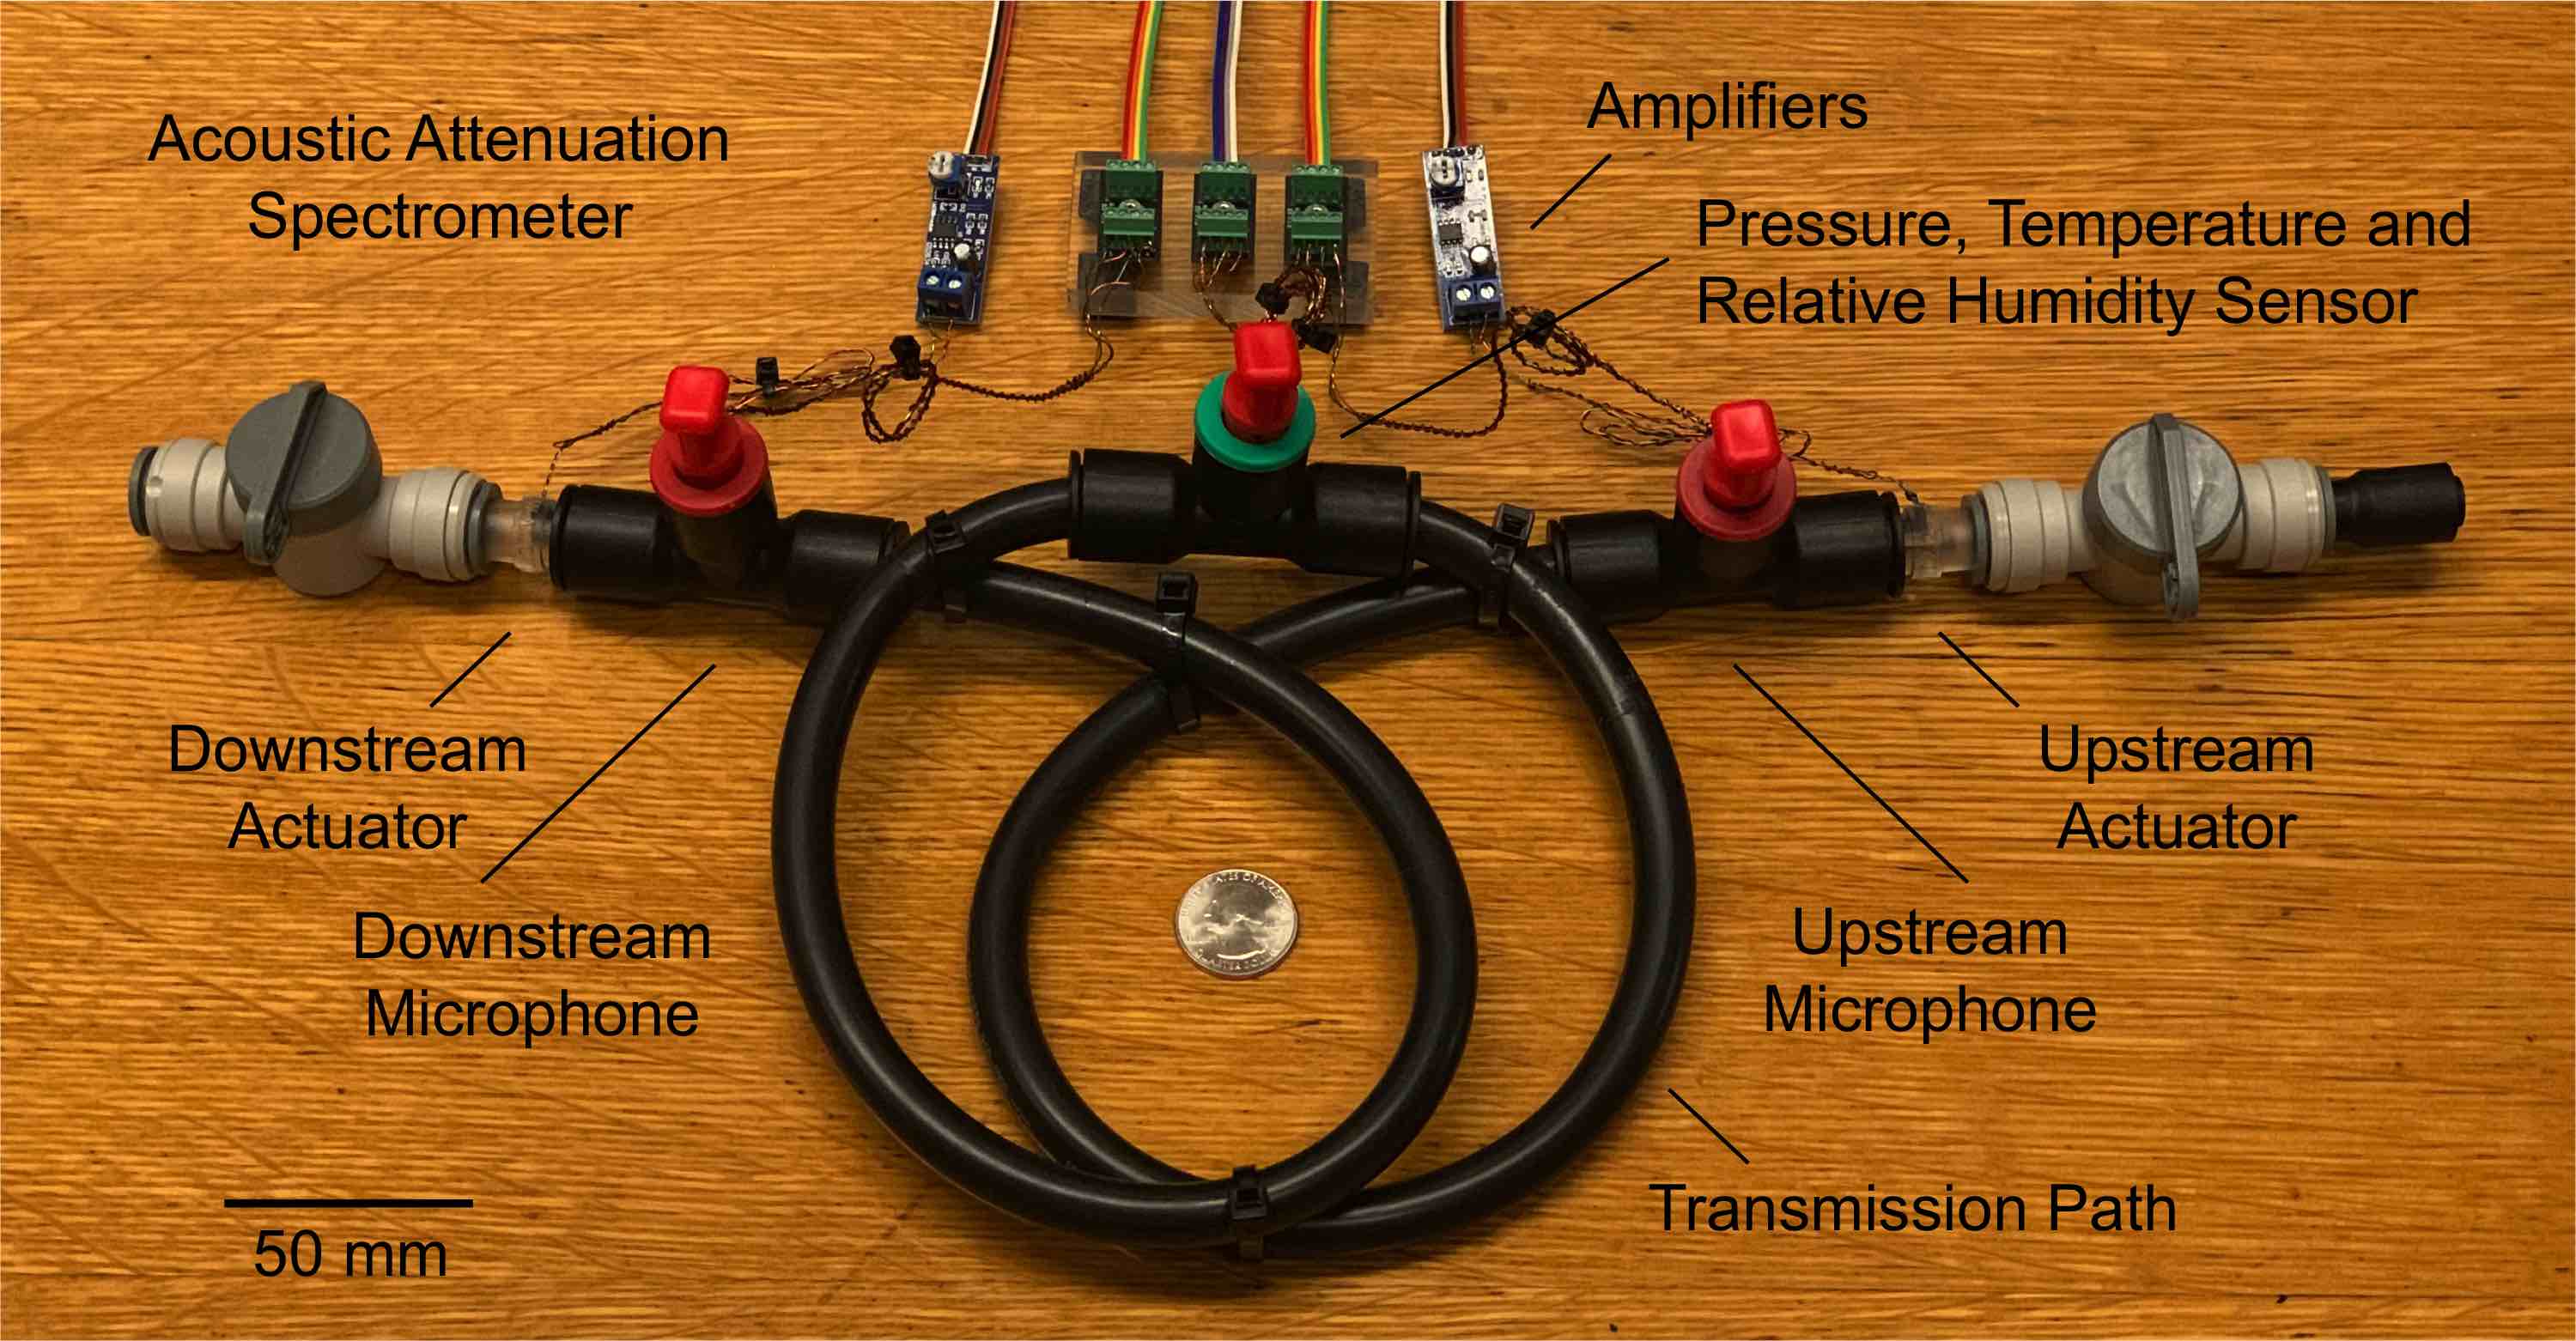 Acoustic Attenuation
Spectrometer
Amplifiers
Pressure, Temperature and
Relative Humidity Sensor
Downstream
Actuator
Upstream
Actuator
Downstream
Microphone
Upstream
Microphone
Transmission Path
50 mm